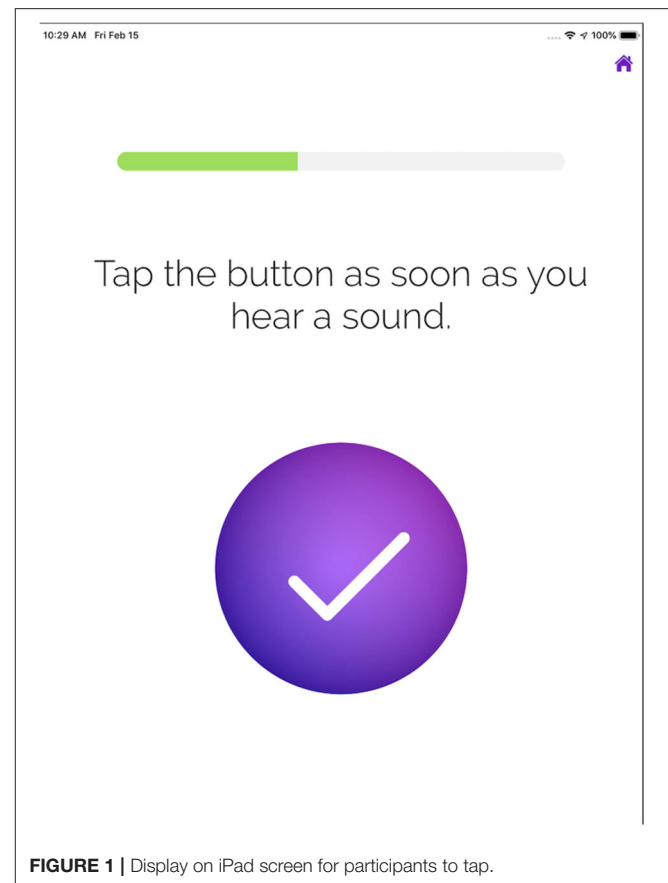 10:29 AM Fri Feb 15
100%
Tap the button as soon as you
hear a sound.
FIGURE 1 | Display on iPad screen for participants to tap.